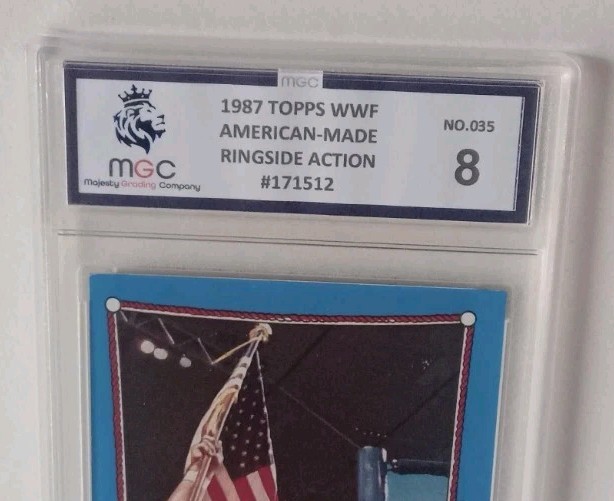 MGC
MGC
Majesty Grading Company
1987 TOPPS WWF
AMERICAN-MADE
RINGSIDE ACTION
#171512
NO.035
8